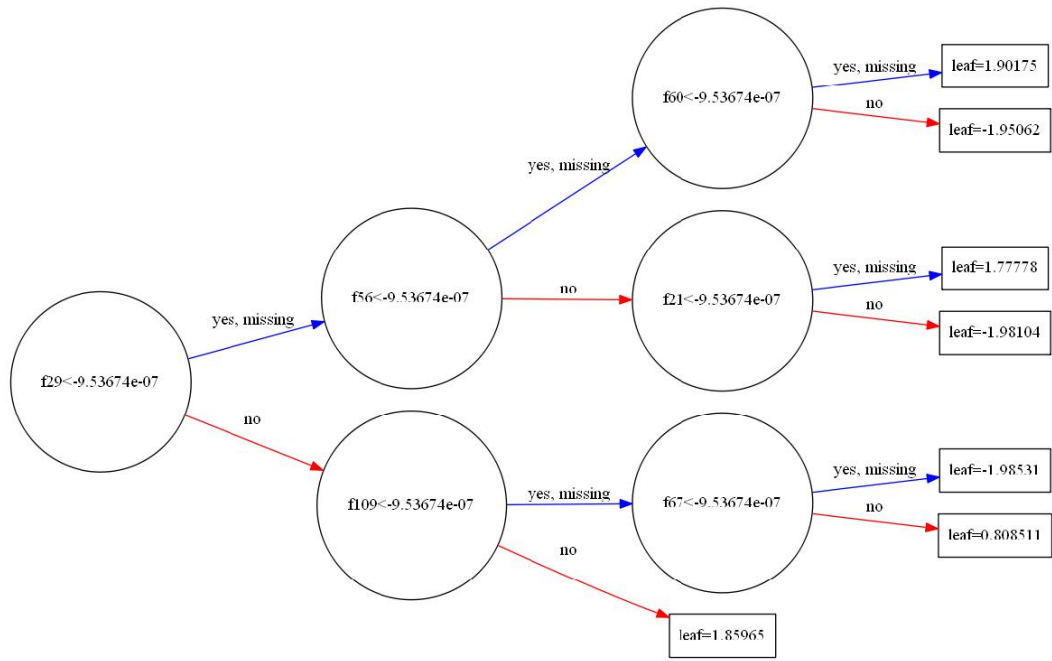 f60<-9.53674e-07
yes, missing
leaf=1.90175
no
leaf=-1.95062
yes, missing
f56<-9.53674e-07
no
f21<-9.53674e-07
yes, missing
leaf=1.77778
no
leaf=-1.98104
f29<-9.53674e-07
yes, missing
no
f109<-9.53674e-07
yes, missing
f67<-9.53674e-07
yes, missing
leaf=-1.98531
no
leaf=0.808511
no
leaf=1.85965